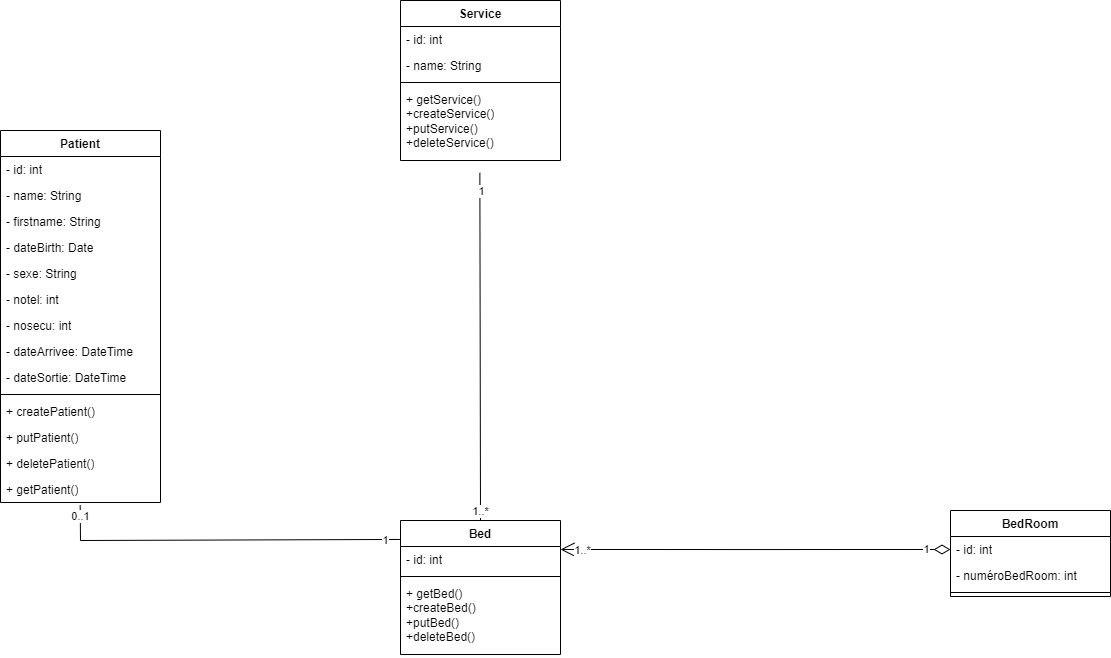 Service
- id: int
- name: String
+ getService()
+createService()
+putService()
+deleteService()
Patient
- id: int
- name: String
- firstname: String
- dateBirth: Date
- sexe: String
- notel: int
- nosecu: int
- dateArrivee: DateTime
- dateSortie: DateTime
+ createPatient()
+ putPatient()
+ deletePatient()
+ getPatient()
1
1..*
0..1
1
Bed
- id: int
+ getBed()
+createBed()
+putBed()
+deleteBed()
1..*
1
BedRoom
- id: int
- numéroBedRoom: int